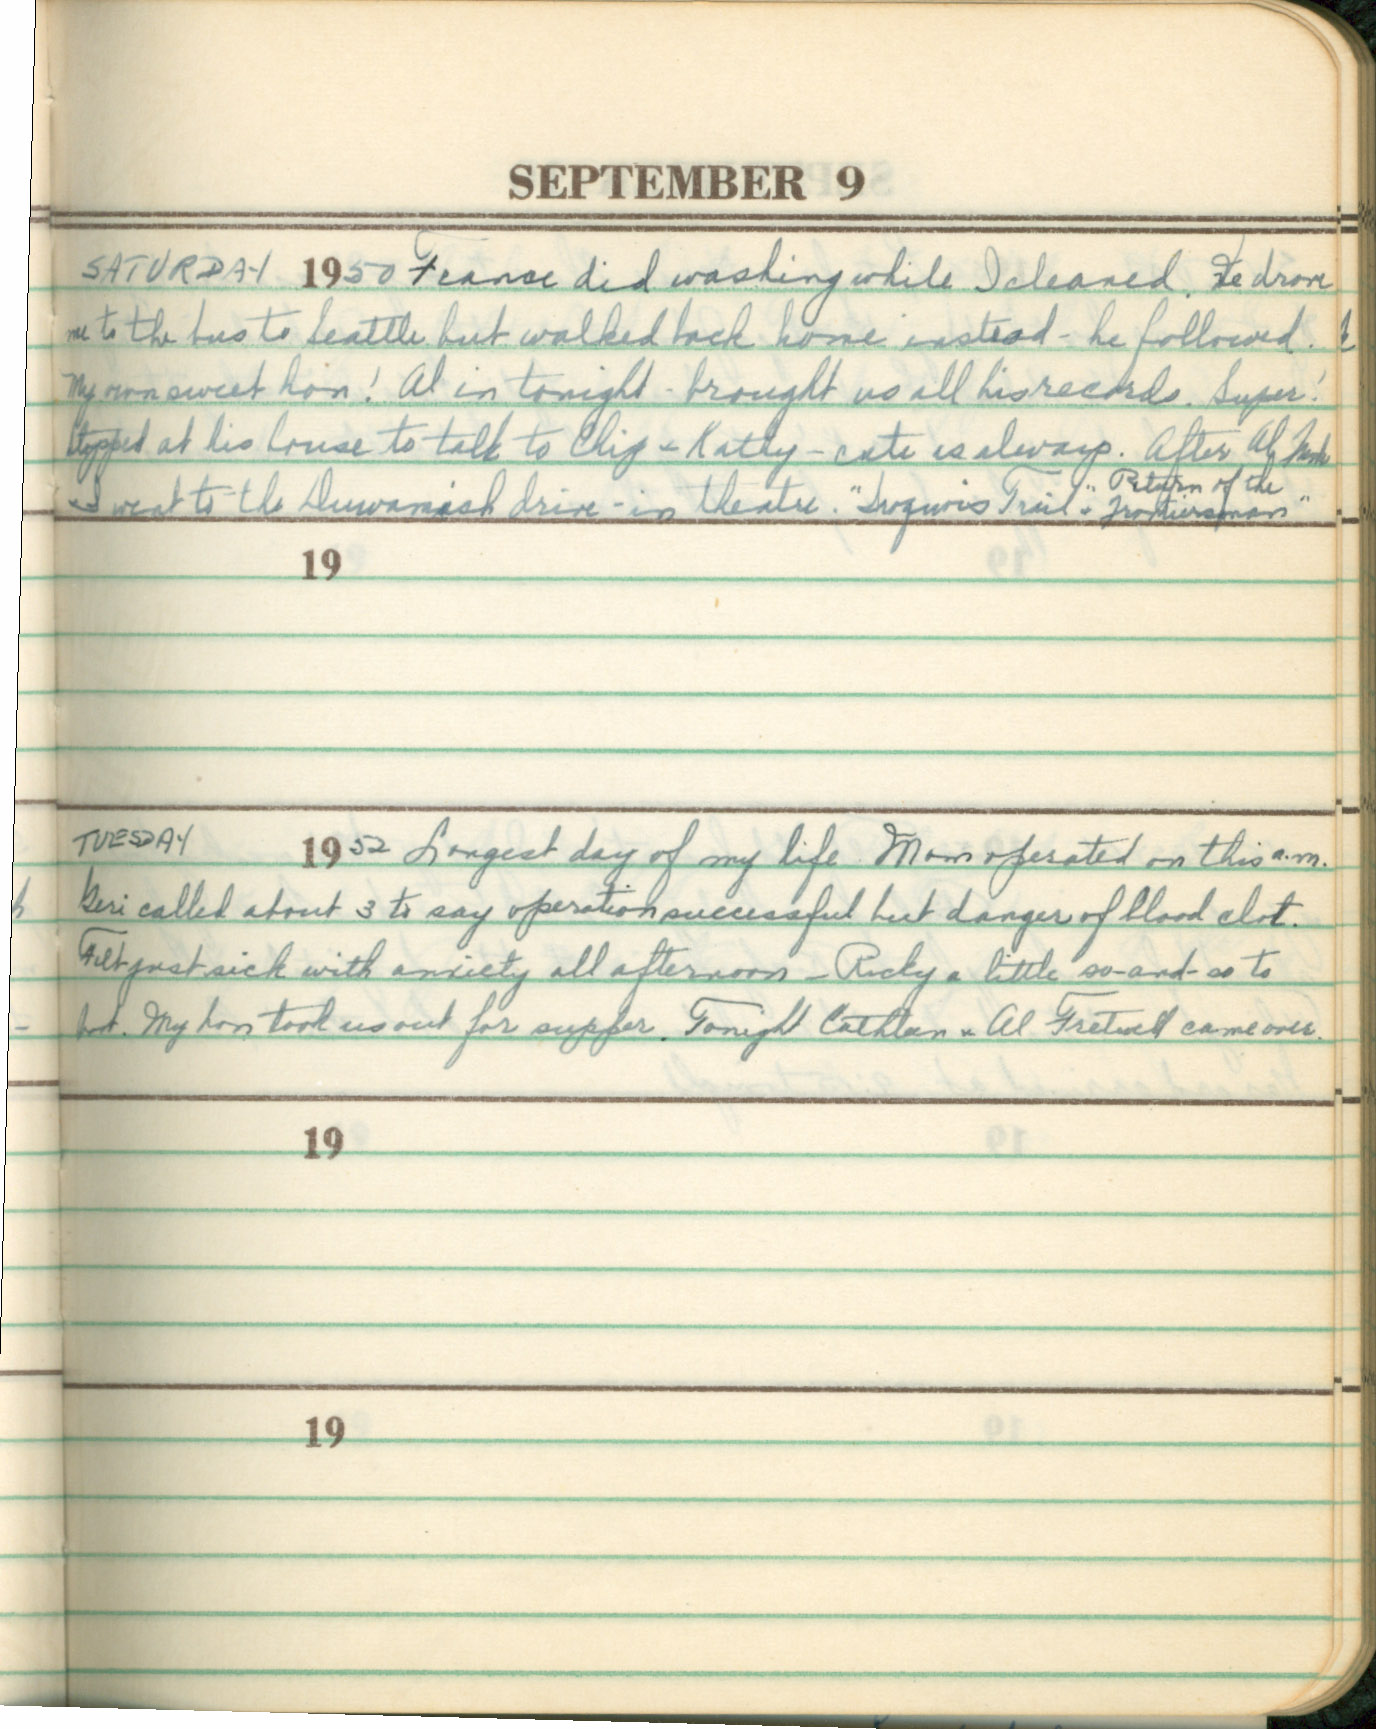 SEPTEMBER 9
SATURDAY 1950 France did washing while I cleaned. He drove
me to the bus to Seattle but walked back home instead - he followed.
My own sweet hon! Al in tonight - brought us all his records. Super!
Stopped at his house to talk to Chip & Kathy - cute as always. After Al,
& I went to the Duwamish drive-in theatre. "Iroquois Trail" & "Return of the
Frontiersman"
19
TUESDAY 1952 Longest day of my life. Mom operated on this a.m.
Geri called about 3 to say operation successful but danger of blood clot.
Felt just sick with anxiety all afternoon - Ricky a little so-and-so to
boot. My hon took us out for supper. Tonight Cathleen & Al Fretwell came over.
19
19